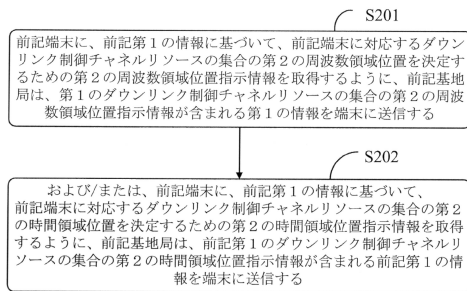 S201
前記端末に、前記第1の情報に基づいて、前記端末に対応するダウン
リンク制御チャネルリソースの集合の第2の周波数領域位置を決定す
るための第2の周波数領域位置指示情報を取得するように、前記基地
局は、第1のダウンリンク制御チャネルリソースの集合の第2の周波
数領域位置指示情報が含まれる第1の情報を端末に送信する
S202
および/または、前記端末に、前記第1の情報に基づいて、
前記端末に対応するダウンリンク制御チャネルリソースの集合の第2
の時間領域位置を決定するための第2の時間領域位置指示情報を取得
するように、前記基地局は、前記第1のダウンリンク制御チャネルリ
ソースの集合の第2の時間領域位置指示情報が含まれる前記第1の情
報を端末に送信する